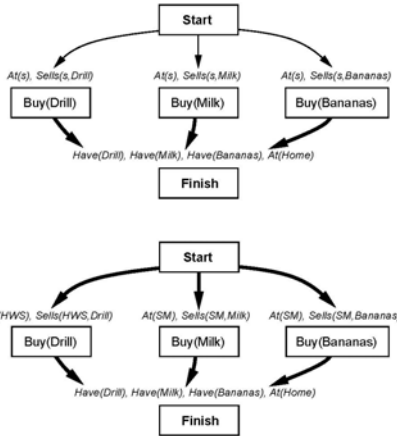 Start
At(s), Sells(s,Drill) At(s), Sells(s,Milk) At(s), Sells(s,Bananas)
Buy(Drill) Buy(Milk) Buy(Bananas)
Have(Drill), Have(Milk), Have(Bananas), At(Home)
Finish
Start
(HWS), Sells(HWS,Drill) At(SM), Sells(SM,Milk) At(SM), Sells(SM,Bananas
Buy(Drill) Buy(Milk) Buy(Bananas)
Have(Drill), Have(Milk), Have(Bananas), At(Home)
Finish